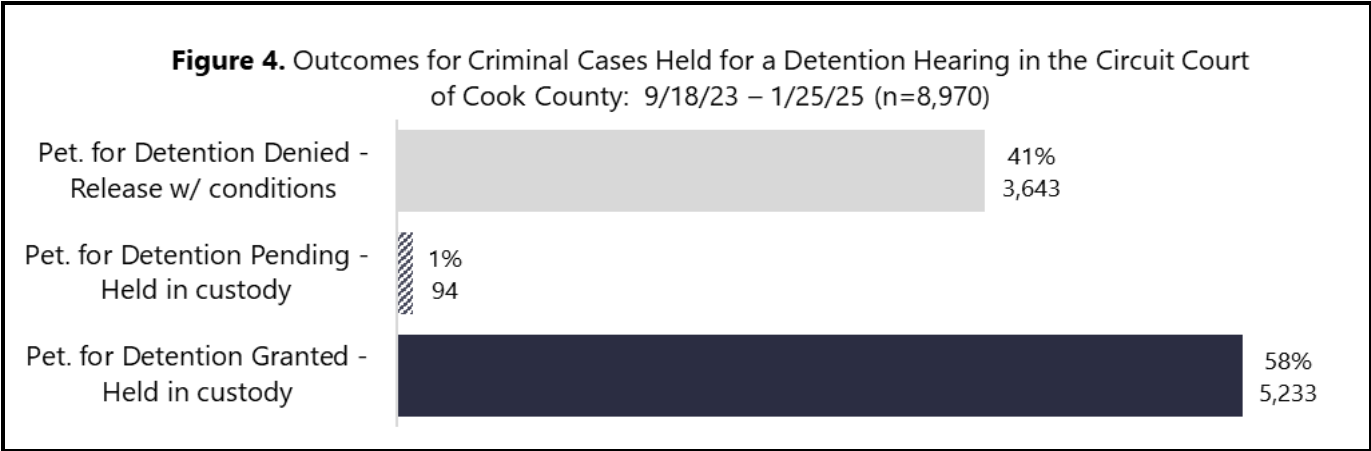 Figure 4. Outcomes for Criminal Cases Held for a Detention Hearing in the Circuit Court
of Cook County: 9/18/23 – 1/25/25 (n=8,970)
Pet. for Detention Denied -
Release w/ conditions
41%
3,643
Pet. for Detention Pending -
Held in custody
1%
94
Pet. for Detention Granted -
Held in custody
58%
5,233